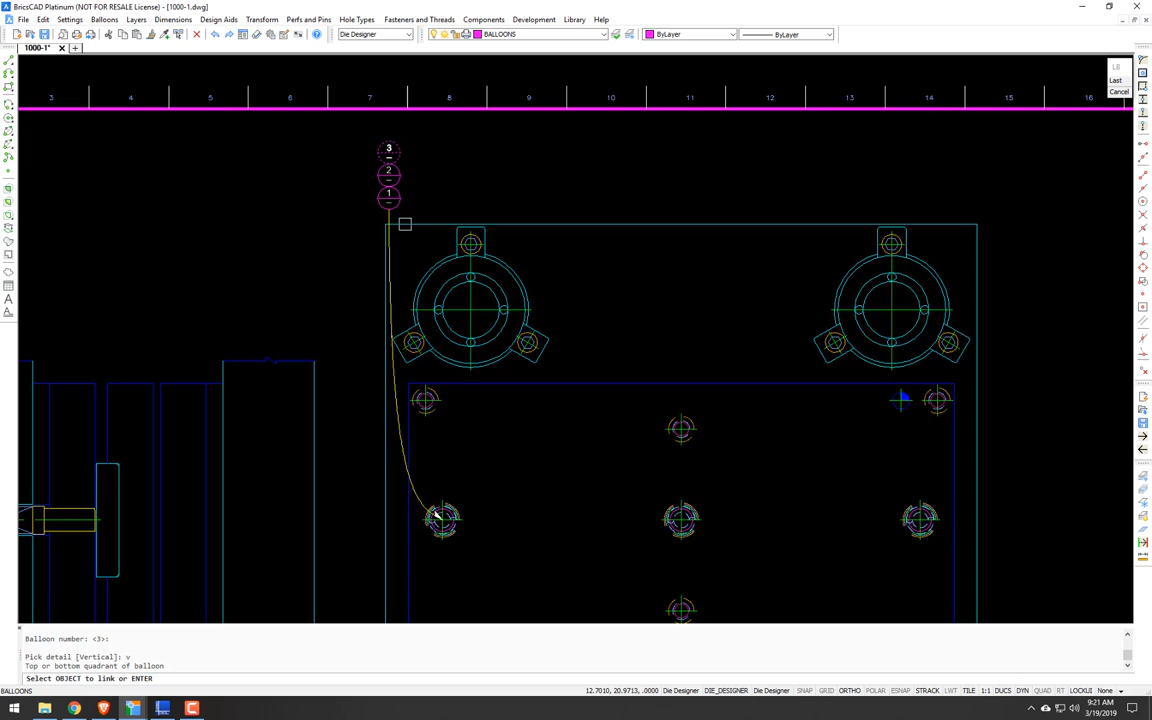 BricsCAD Platinum (NOT FOR RESALE License) - [1000-1.dwg]
File Edit Settings Balloons Layers Dimensions Design Aids Transform Perfs and Pins Hole Types Fasteners and Threads Components Development Library Help
Die Designer BALLOONS ByLayer ByLayer
1000-1*
LB
Last
Cancel
3 4 5 6 7 8 9 10 11 12 13 14 15 16
3
2
1
Balloon number: <3>:
Pick detail [Vertical]: v
Top or bottom quadrant of balloon
Select OBJECT to link or ENTER
BALLOONS 12.7010, 20.9713, .0000 Die Designer DIE_DESIGNER Die Designer SNAP GRID ORTHO POLAR ESNAP STRACK LWT TILE 1:1 DUCS DYN QUAD RT LOCKUI None
9:21 AM
3/19/2019